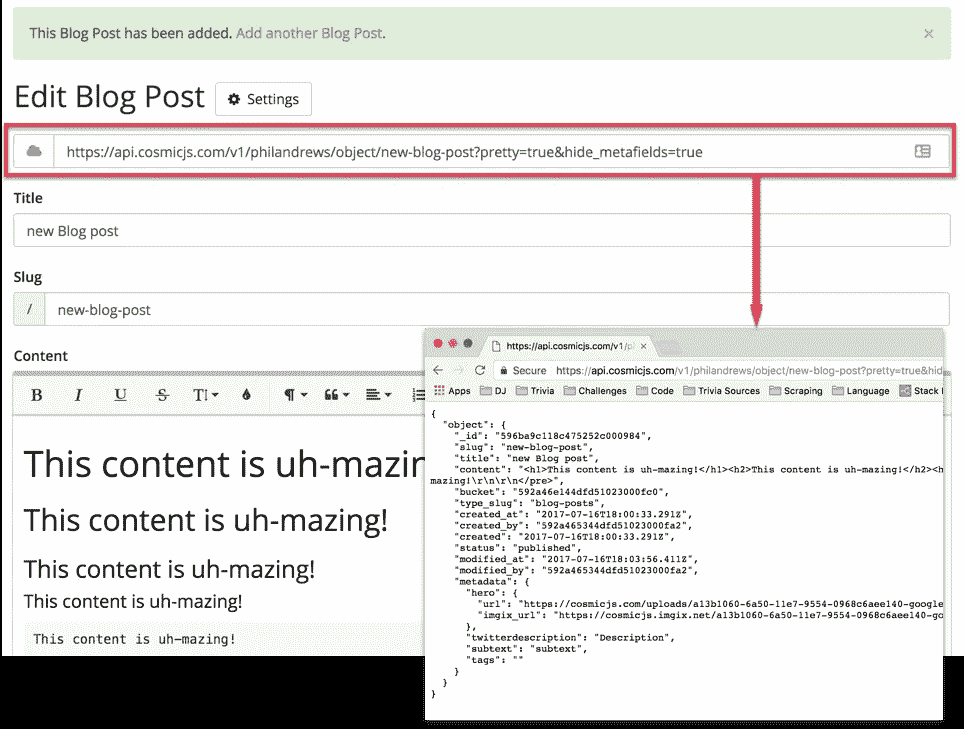 This Blog Post has been added. Add another Blog Post. ×
Edit Blog Post Settings
https://api.cosmicjs.com/v1/philandrews/object/new-blog-post?pretty=true&hide_metafields=true
Title
new Blog post
Slug
/ new-blog-post
Content
B I U S T
This content is uh-mazin
This content is uh-mazing!
This content is uh-mazing!
This content is uh-mazing!
This content is uh-mazing!
https://api.cosmicjs.com/v1/p ×
Secure https://api.cosmicjs.com/v1/philandrews/object/new-blog-post?pretty=true&hid
Apps DJ Trivia Challenges Code Trivia Sources Scraping Language Stack
{
"object": {
"_id": "596ba9c118c475252c000984",
"slug": "new-blog-post",
"title": "new Blog post",
"content": "<h1>This content is uh-mazing!</h1><h2>This content is uh-mazing!</h2><h
mazing!\r\n\r\n</pre>",
"bucket": "592a46e144dfd51023000fc0",
"type_slug": "blog-posts",
"created_at": "2017-07-16T18:00:33.291Z",
"created_by": "592a465344dfd51023000fa2",
"created": "2017-07-16T18:00:33.291Z",
"status": "published",
"modified_at": "2017-07-16T18:03:56.411Z",
"modified_by": "592a465344dfd51023000fa2",
"metadata": {
"hero": {
"url": "https://cosmicjs.com/uploads/a13b1060-6a50-11e7-9554-0968c6aee140-google
"imgix_url": "https://cosmicjs.imgix.net/a13b1060-6a50-11e7-9554-0968c6aee140-go
},
"twitterdescription": "Description",
"subtext": "subtext",
"tags": ""
}
}
}